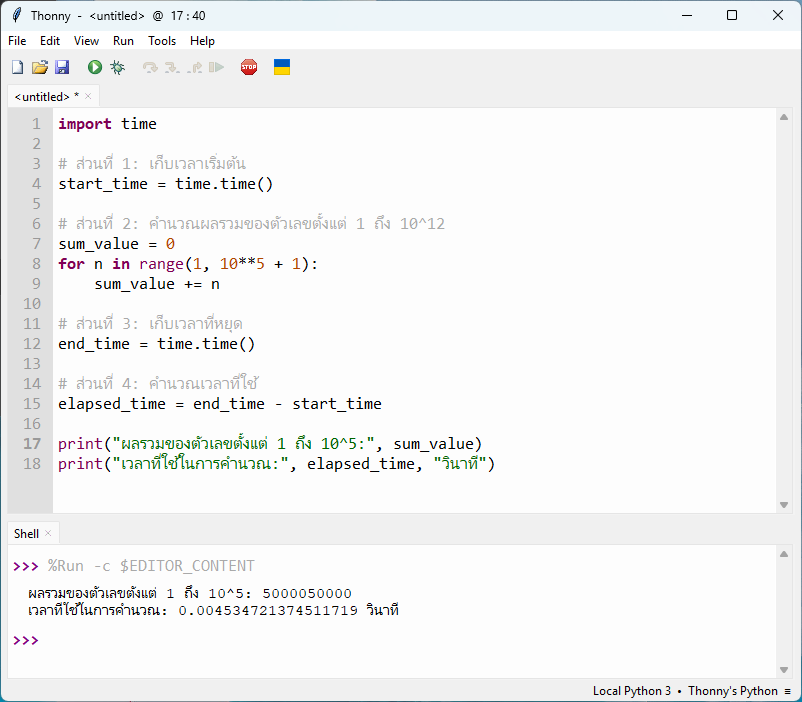 Thonny - <untitled> @ 17 : 40
File Edit View Run Tools Help
STOP
<untitled> * ×
1 import time
2
3 # ส่วนที่ 1: เก็บเวลาเริ่มต้น
4 start_time = time.time()
5
6 # ส่วนที่ 2: คำนวณผลรวมของตัวเลขตั้งแต่ 1 ถึง 10^12
7 sum_value = 0
8 for n in range(1, 10**5 + 1):
9     sum_value += n
10
11 # ส่วนที่ 3: เก็บเวลาที่หยุด
12 end_time = time.time()
13
14 # ส่วนที่ 4: คำนวณเวลาที่ใช้
15 elapsed_time = end_time - start_time
16
17 print("ผลรวมของตัวเลขตั้งแต่ 1 ถึง 10^5:", sum_value)
18 print("เวลาที่ใช้ในการคำนวณ:", elapsed_time, "วินาที")
Shell ×
>>> %Run -c $EDITOR_CONTENT
ผลรวมของตัวเลขตั้งแต่ 1 ถึง 10^5: 5000050000
เวลาที่ใช้ในการคำนวณ: 0.004534721374511719 วินาที
>>>
Local Python 3 • Thonny's Python ≡